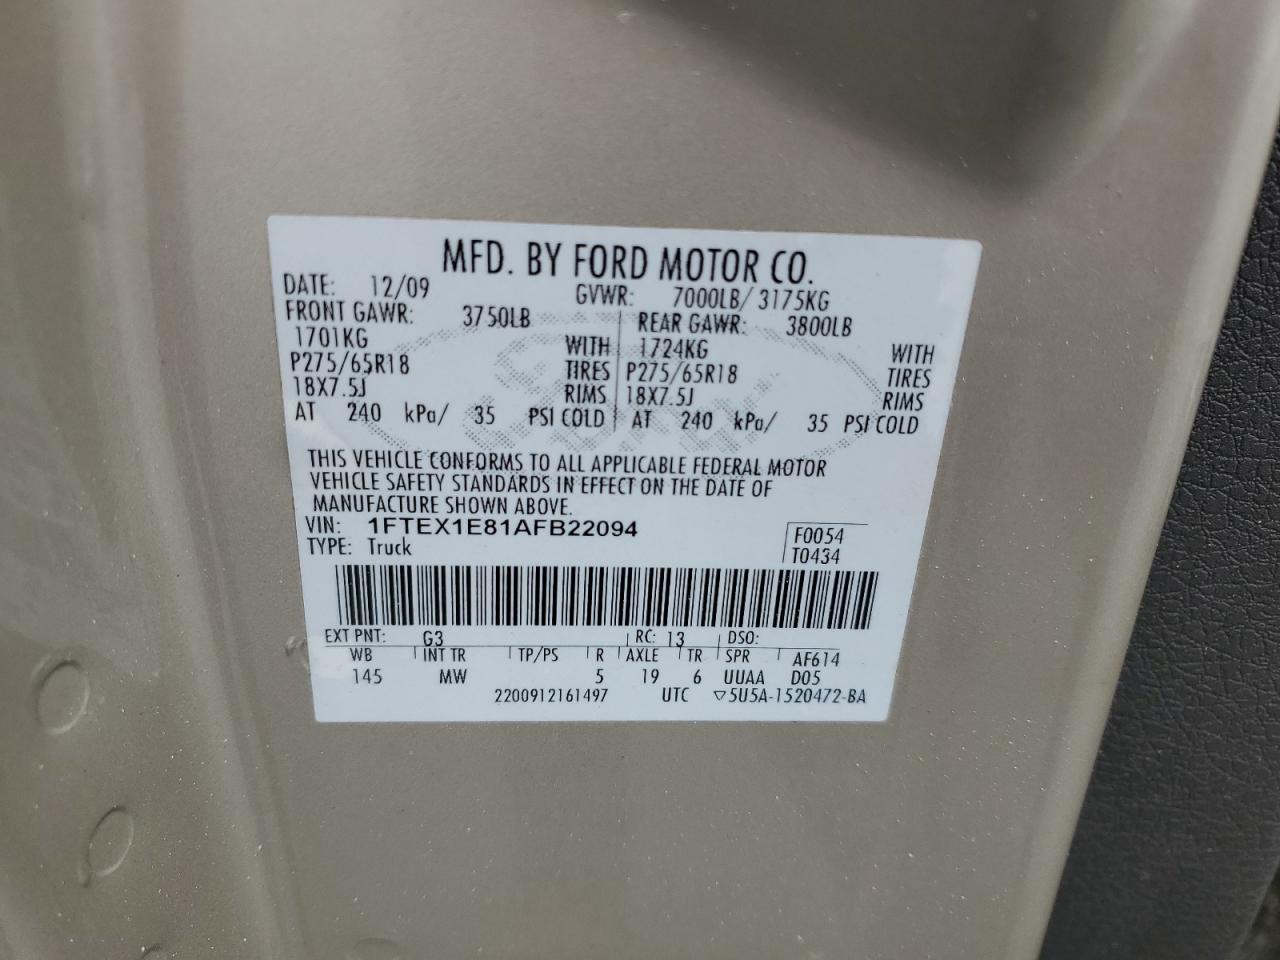 MFD. BY FORD MOTOR CO.
DATE: 12/09 GVWR: 7000LB/ 3175KG
FRONT GAWR: 3750LB REAR GAWR: 3800LB
1701KG WITH 1724KG WITH
P275/65R18 TIRES P275/65R18 TIRES
18X7.5J RIMS 18X7.5J RIMS
AT 240 kPa/ 35 PSI COLD AT 240 kPa/ 35 PSI COLD
THIS VEHICLE CONFORMS TO ALL APPLICABLE FEDERAL MOTOR
VEHICLE SAFETY STANDARDS IN EFFECT ON THE DATE OF
MANUFACTURE SHOWN ABOVE.
VIN: 1FTEX1E81AFB22094 F0054
TYPE: Truck T0434
EXT PNT: G3 RC: 13 DSO:
WB INT TR TP/PS R AXLE TR SPR AF614
145 MW 5 19 6 UUAA D05
2200912161497 UTC ▽5U5A-1520472-BA